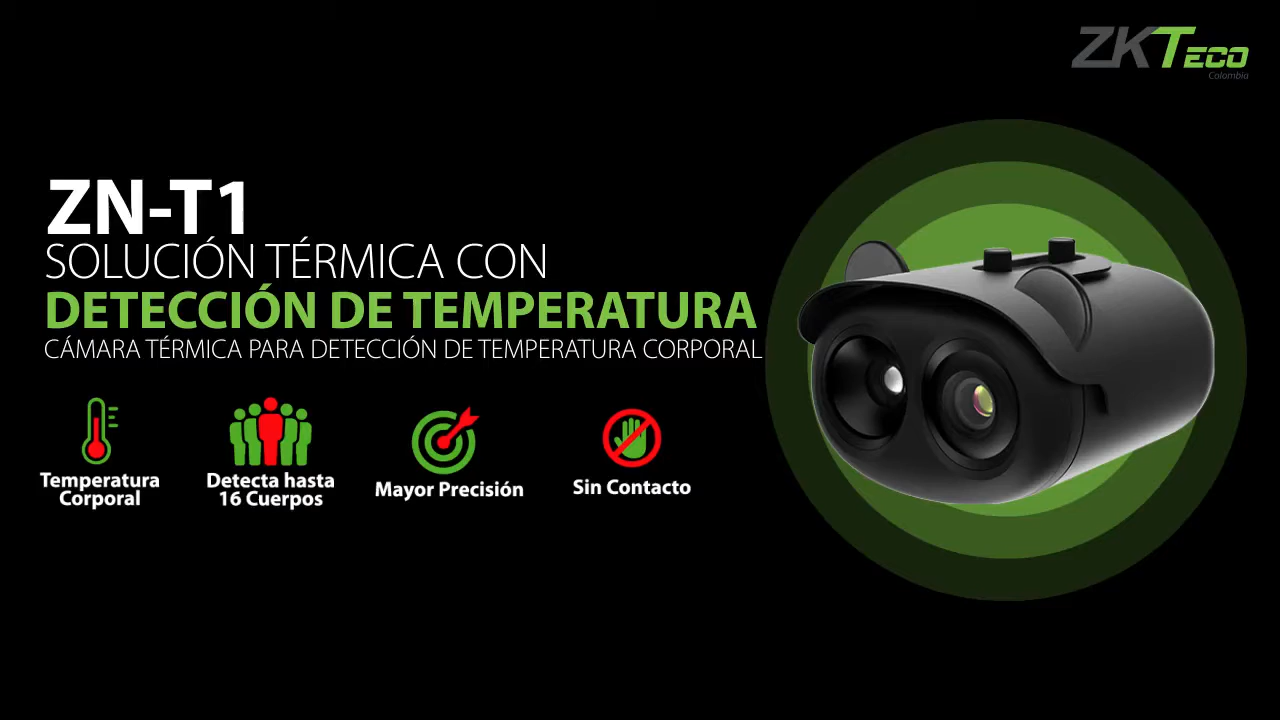 ZKTECO
Colombia
ZN-T1
SOLUCIÓN TÉRMICA CON
DETECCIÓN DE TEMPERATURA
CÁMARA TÉRMICA PARA DETECCIÓN DE TEMPERATURA CORPORAL
Temperatura
Corporal
Detecta hasta
16 Cuerpos
Mayor Precisión
Sin Contacto